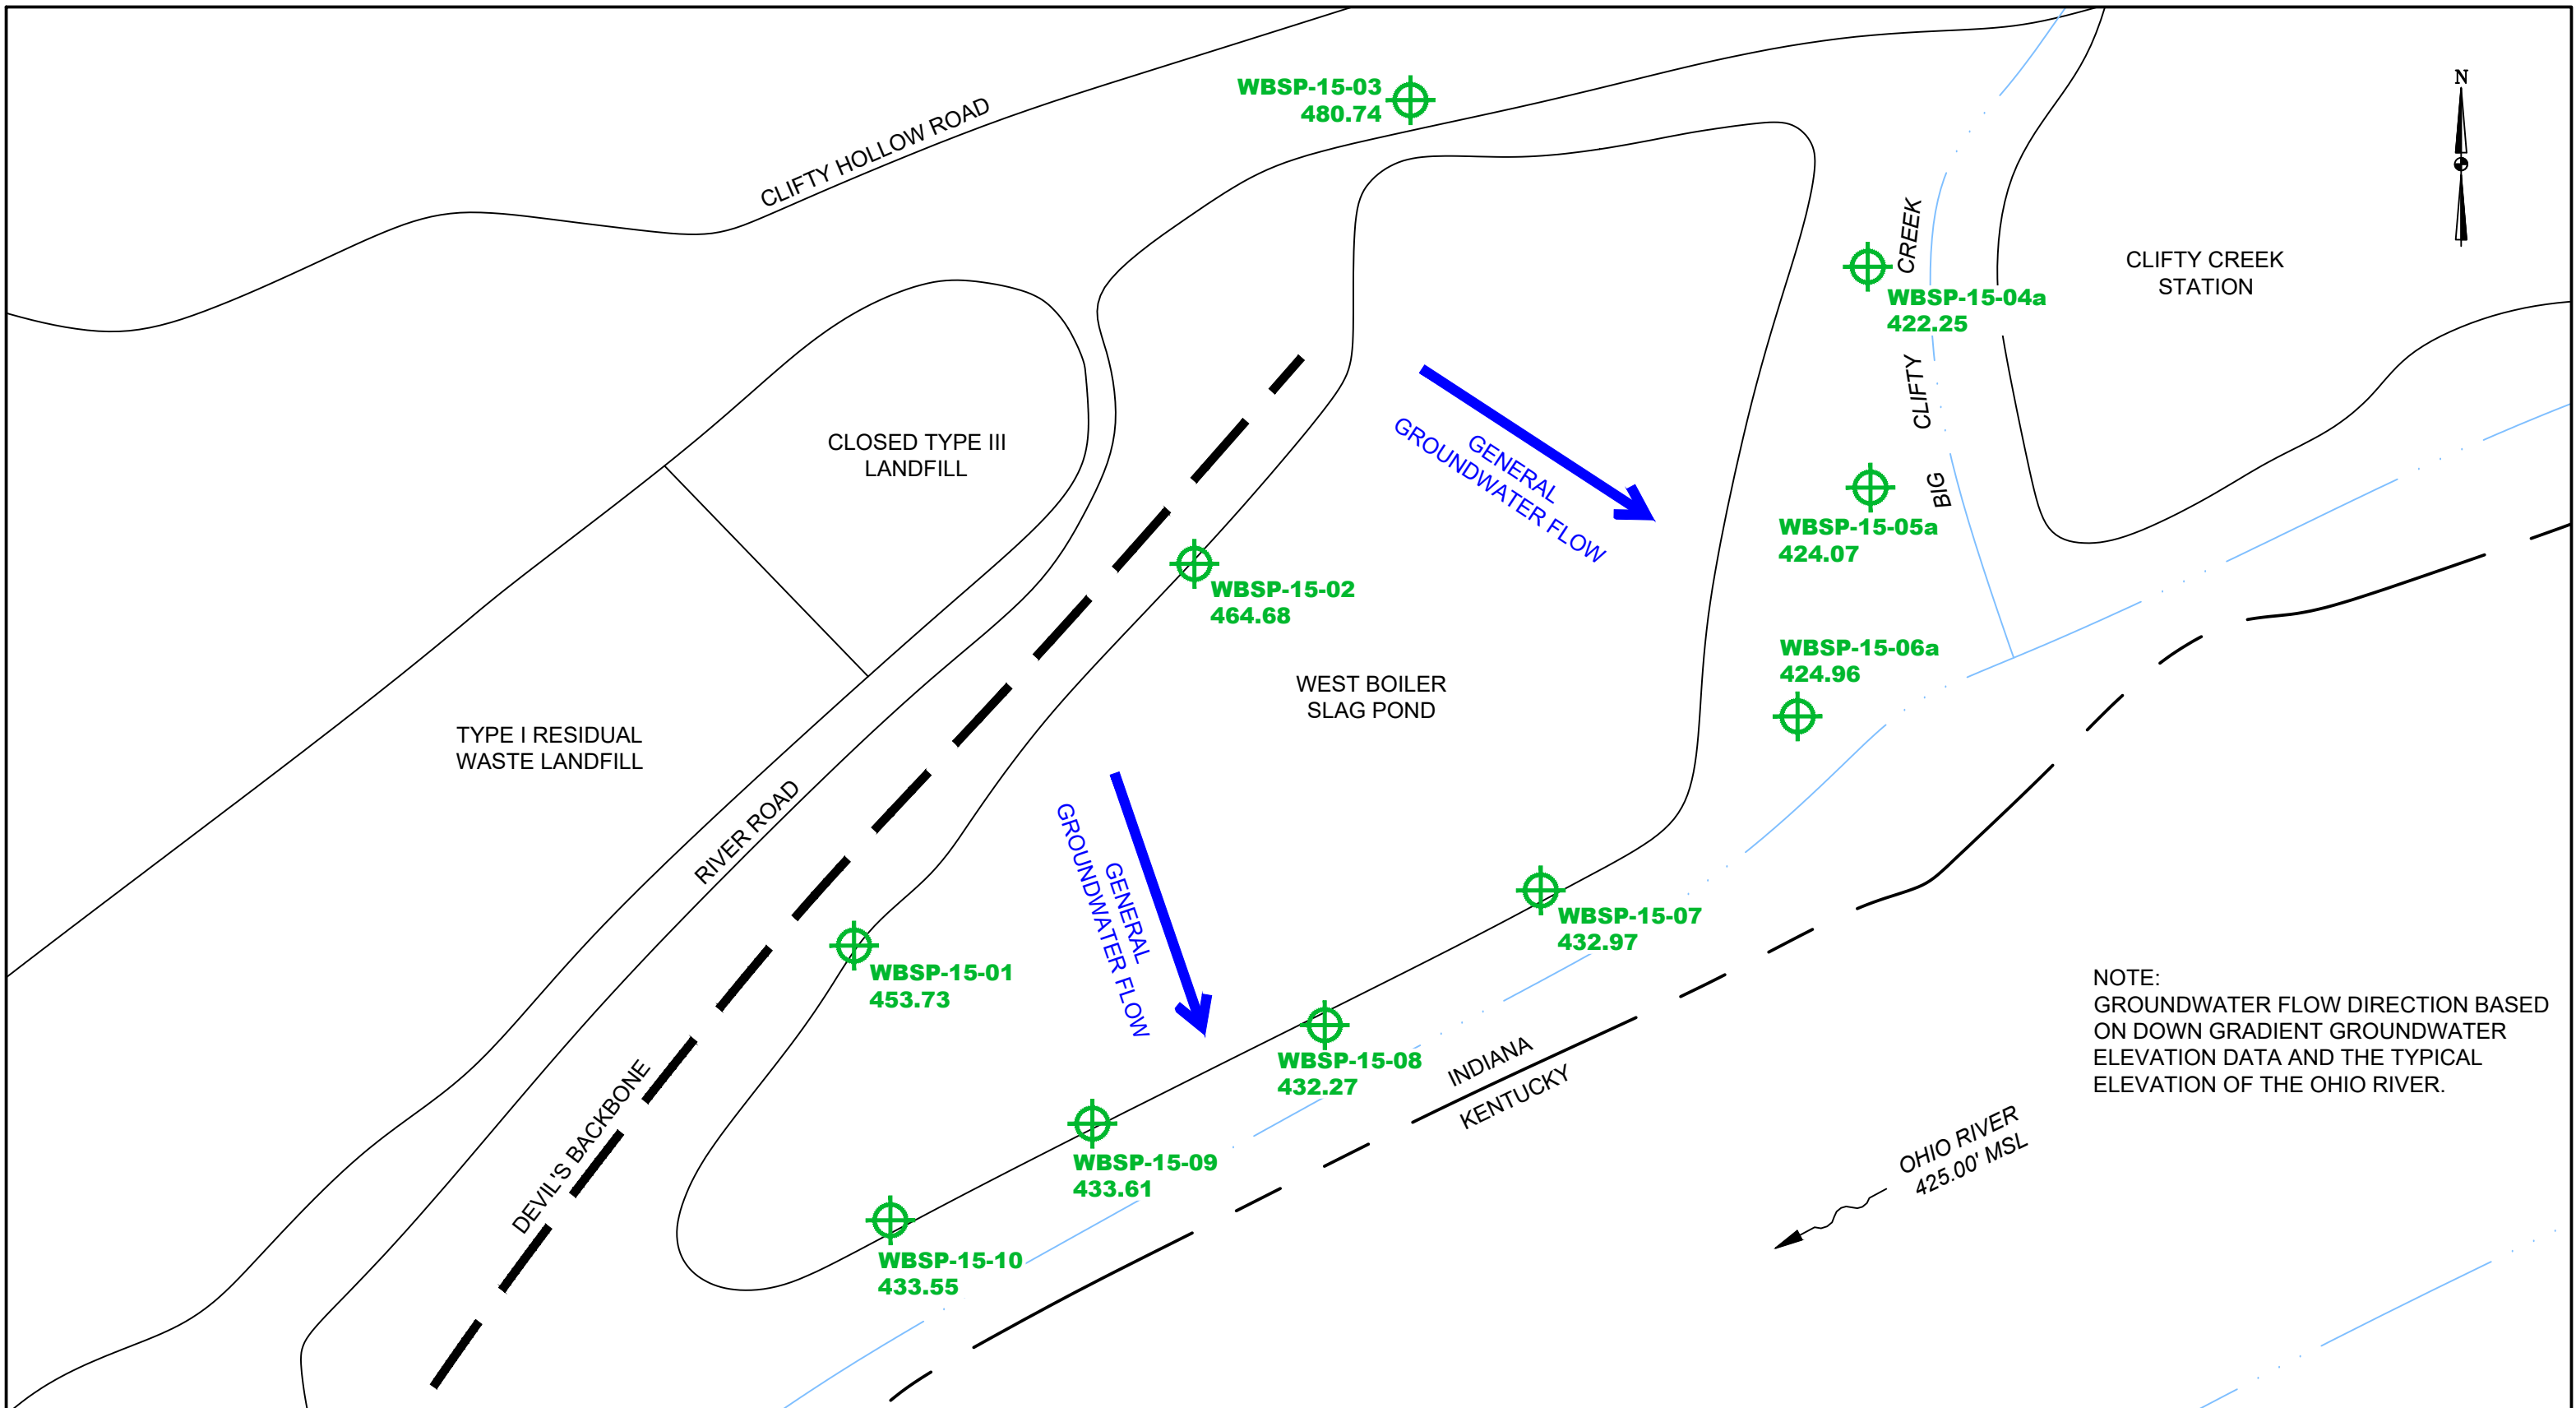 N
WBSP-15-03
480.74
CLIFTY HOLLOW ROAD
WBSP-15-04a
422.25
CLIFTY CREEK
STATION
BIG CLIFTY CREEK
CLOSED TYPE III
LANDFILL
GENERAL
GROUNDWATER FLOW
WBSP-15-05a
424.07
WBSP-15-02
464.68
WBSP-15-06a
424.96
WEST BOILER
SLAG POND
TYPE I RESIDUAL
WASTE LANDFILL
RIVER ROAD
GENERAL
GROUNDWATER FLOW
WBSP-15-07
432.97
WBSP-15-01
453.73
NOTE:
GROUNDWATER FLOW DIRECTION BASED
ON DOWN GRADIENT GROUNDWATER
ELEVATION DATA AND THE TYPICAL
ELEVATION OF THE OHIO RIVER.
WBSP-15-08
432.27
INDIANA
KENTUCKY
DEVIL'S BACKBONE
WBSP-15-09
433.61
OHIO RIVER
425.00' MSL
WBSP-15-10
433.55